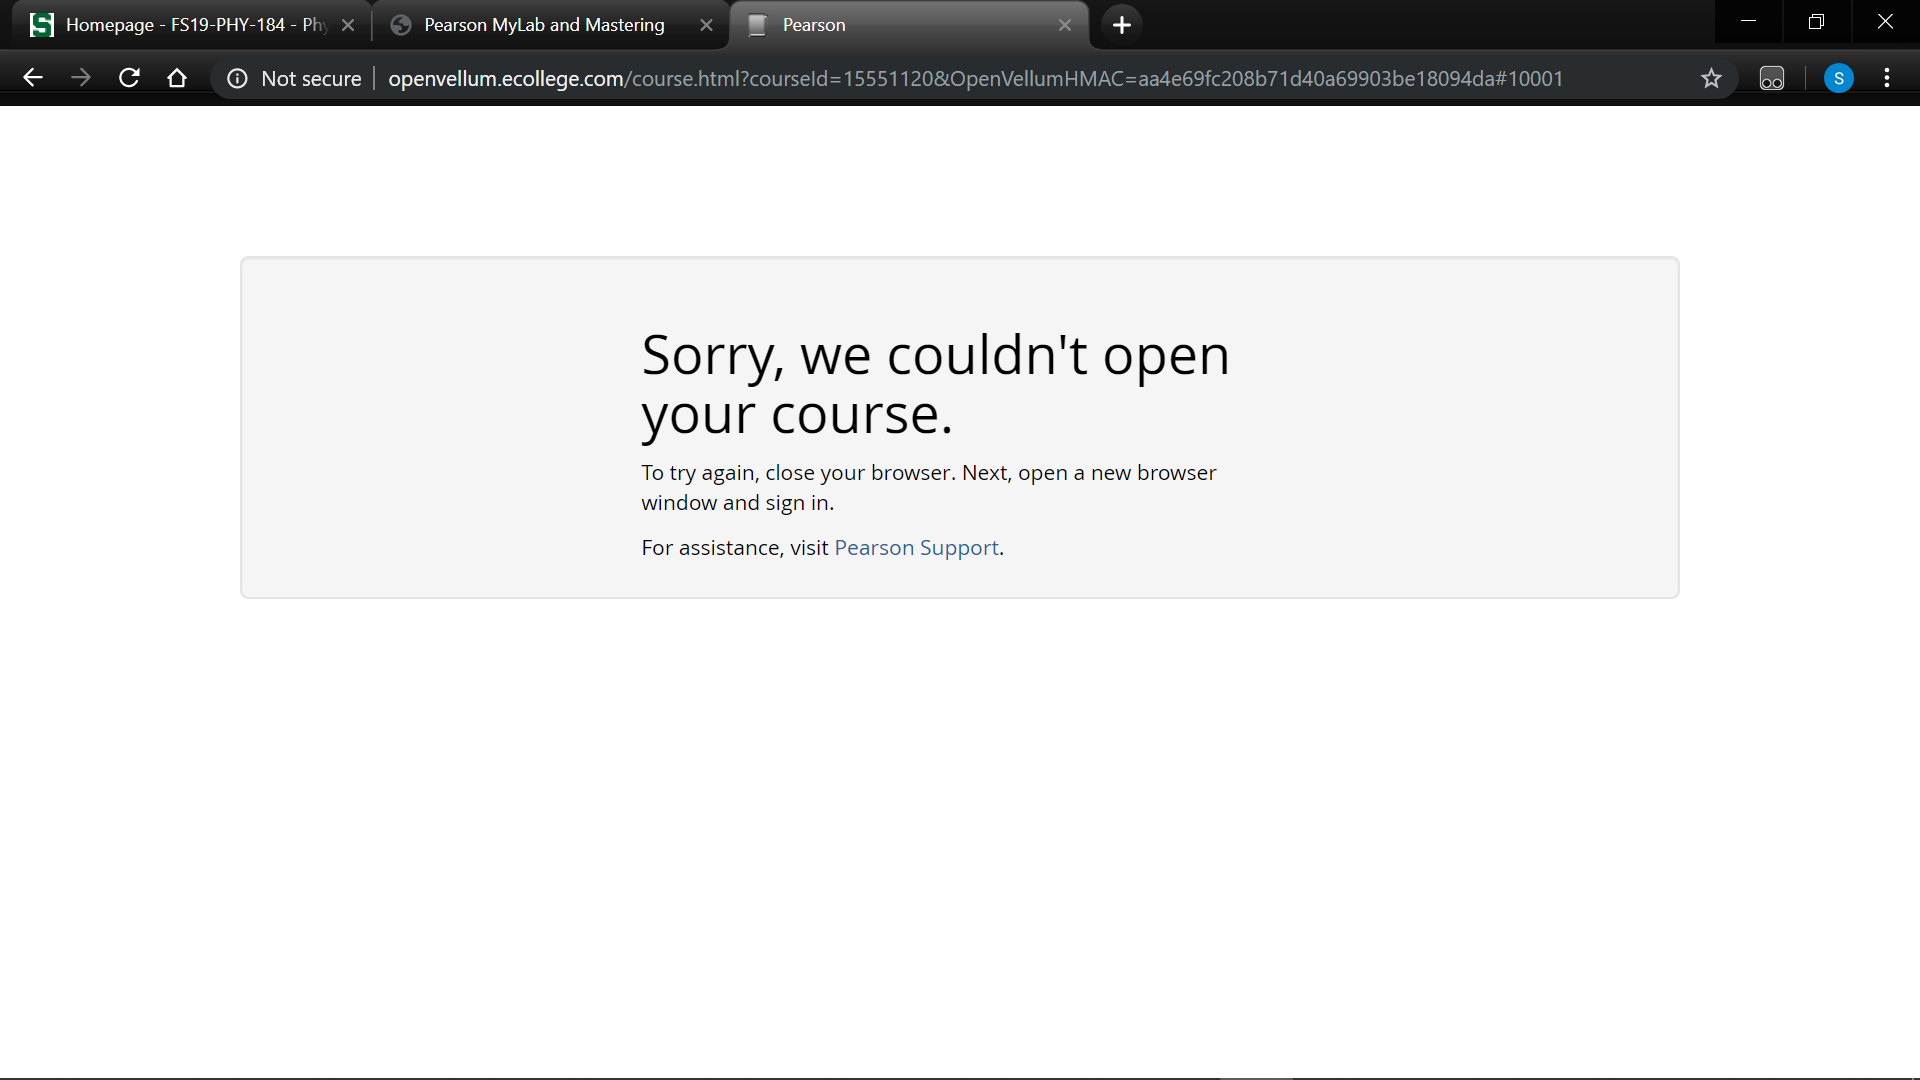 Homepage - FS19-PHY-184 - Phy
Pearson MyLab and Mastering
Pearson
Not secure
openvellum.ecollege.com/course.html?courseId=15551120&OpenVellumHMAC=aa4e69fc208b71d40a69903be18094da#10001
S
Sorry, we couldn't open
your course.
To try again, close your browser. Next, open a new browser
window and sign in.
For assistance, visit Pearson Support.